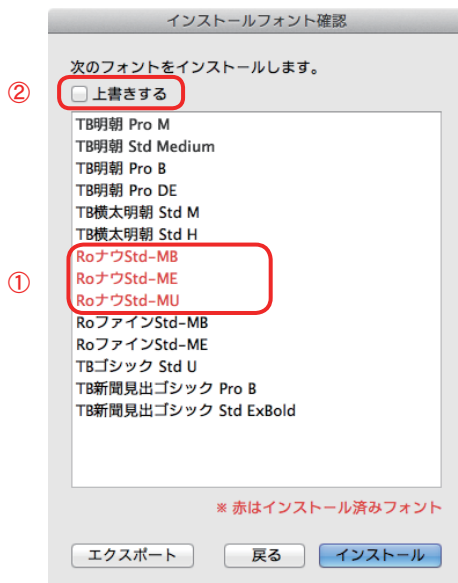 インストールフォント確認
次のフォントをインストールします。
② 上書きする
TB明朝 Pro M
TB明朝 Std Medium
TB明朝 Pro B
TB明朝 Pro DE
TB横太明朝 Std M
TB横太明朝 Std H
RoナウStd-MB
① RoナウStd-ME
RoナウStd-MU
RoファインStd-MB
RoファインStd-ME
TBゴシック Std U
TB新聞見出ゴシック Pro B
TB新聞見出ゴシック Std ExBold
※ 赤はインストール済みフォント
エクスポート 戻る インストール